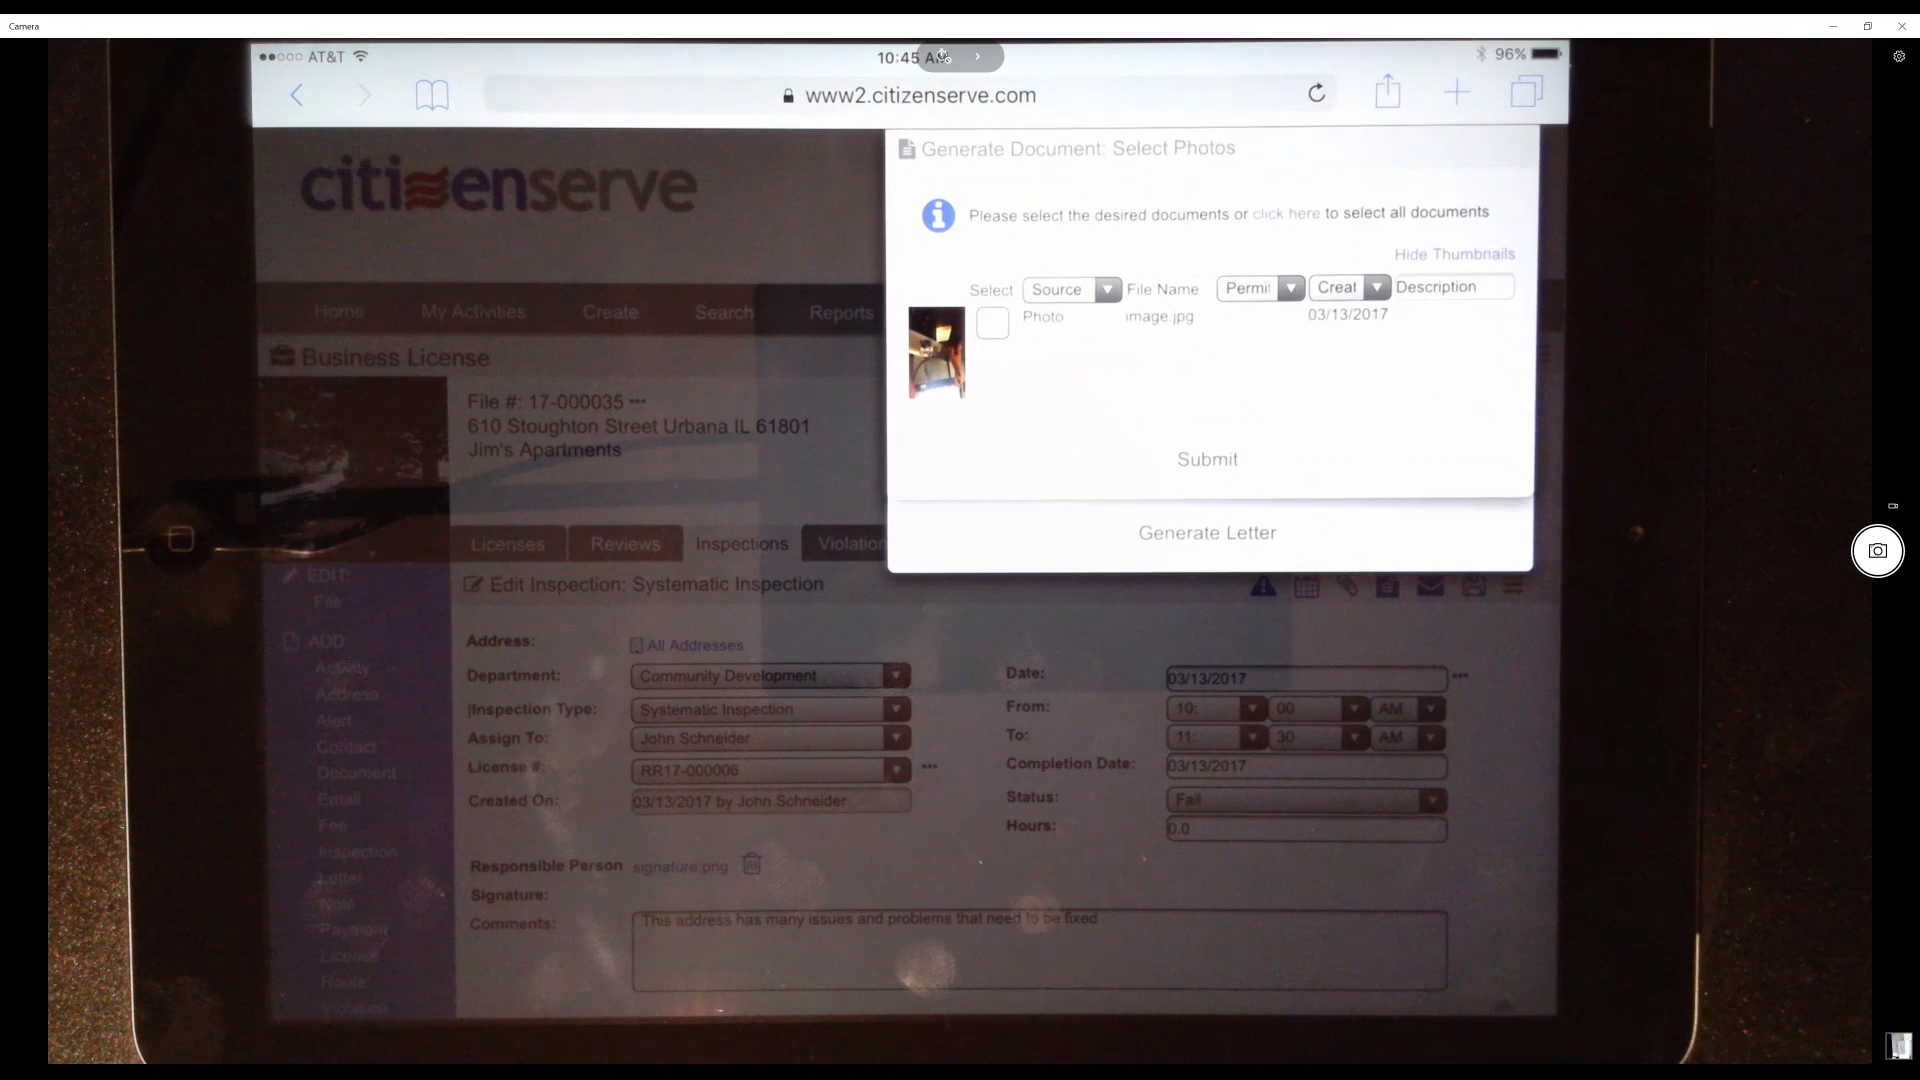 Camera
AT&T
10:45 A
96%
www2.citizenserve.com
citizenserve
Generate Document: Select Photos
Please select the desired documents or click here to select all documents
Hide Thumbnails
Select Source File Name Permi Creat Description
Photo image.jpg 03/13/2017
Submit
Generate Letter
Home My Activities Create Search Reports
Business License
File #: 17-000035
610 Stoughton Street Urbana IL 61801
Jim's Apartments
Licenses Reviews Inspections Violation
EDIT:
File
ADD:
Activity
Address
Alert
Contact
Document
Email
Fee
Inspection
Letter
Note
Payment
License
Route
Violation
Edit Inspection: Systematic Inspection
Address: All Addresses
Department: Community Development
Inspection Type: Systematic Inspection
Assign To: John Schneider
License #: RR17-000006
Created On: 03/13/2017 by John Schneider
Date: 03/13/2017
From: 10: 00 AM
To: 11: 30 AM
Completion Date: 03/13/2017
Status: Fail
Hours: 0.0
Responsible Person signature.png
Signature:
Comments: This address has many issues and problems that need to be fixed